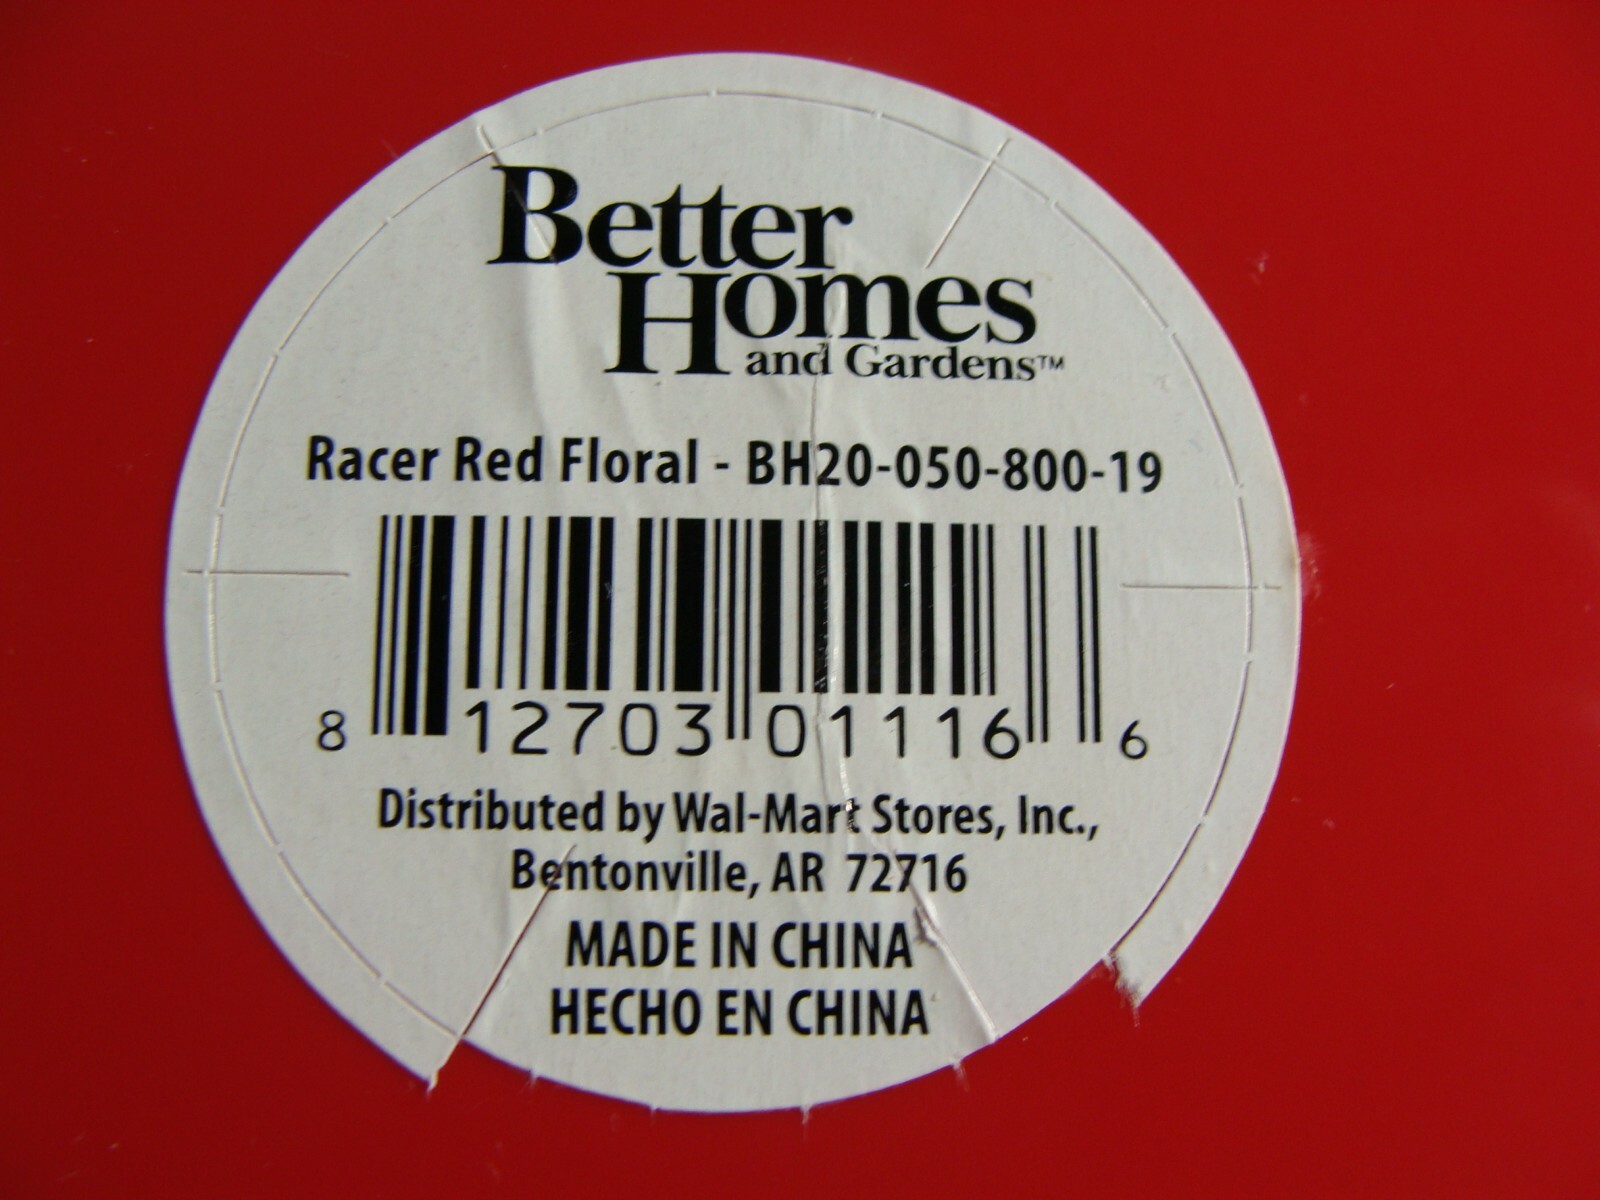 Better
Homes
and Gardens™
Racer Red Floral - BH20-050-800-19
8 12703 01116 6
Distributed by Wal-Mart Stores, Inc.,
Bentonville, AR 72716
MADE IN CHINA
HECHO EN CHINA